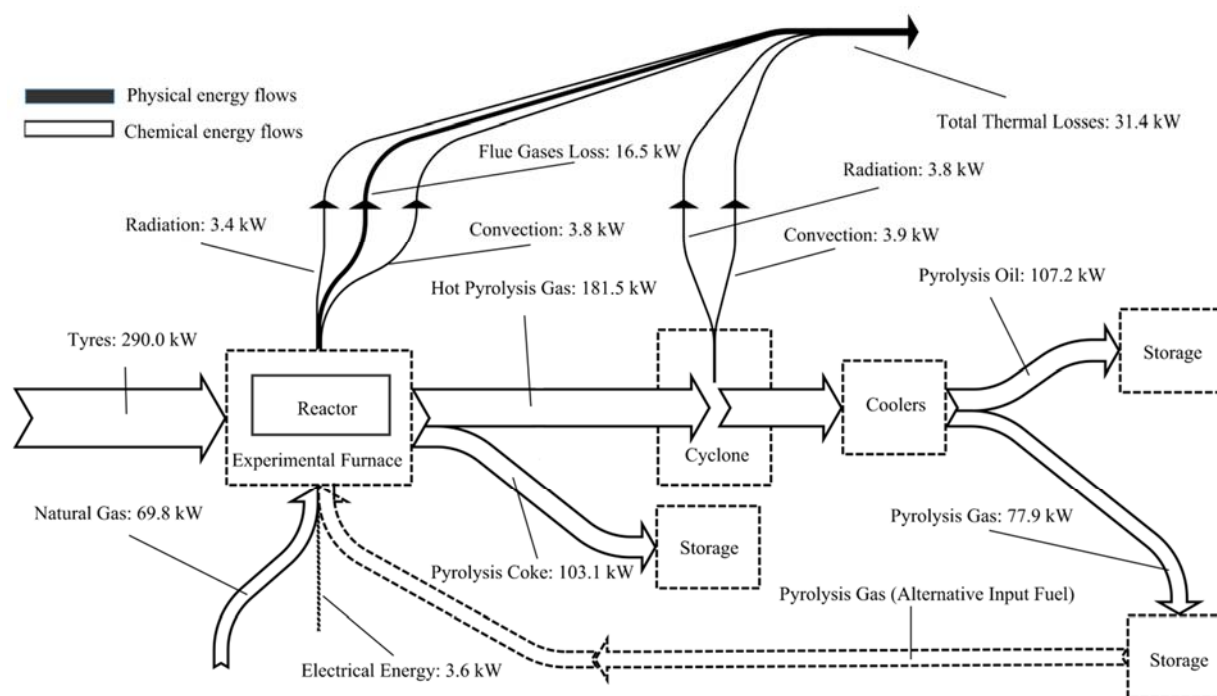 Physical energy flows
Chemical energy flows
Total Thermal Losses: 31.4 kW
Flue Gases Loss: 16.5 kW
Radiation: 3.8 kW
Radiation: 3.4 kW
Convection: 3.8 kW
Convection: 3.9 kW
Hot Pyrolysis Gas: 181.5 kW
Pyrolysis Oil: 107.2 kW
Tyres: 290.0 kW
Storage
Reactor
Coolers
Experimental Furnace
Cyclone
Natural Gas: 69.8 kW
Pyrolysis Gas: 77.9 kW
Storage
Pyrolysis Coke: 103.1 kW
Pyrolysis Gas (Alternative Input Fuel)
Electrical Energy: 3.6 kW
Storage